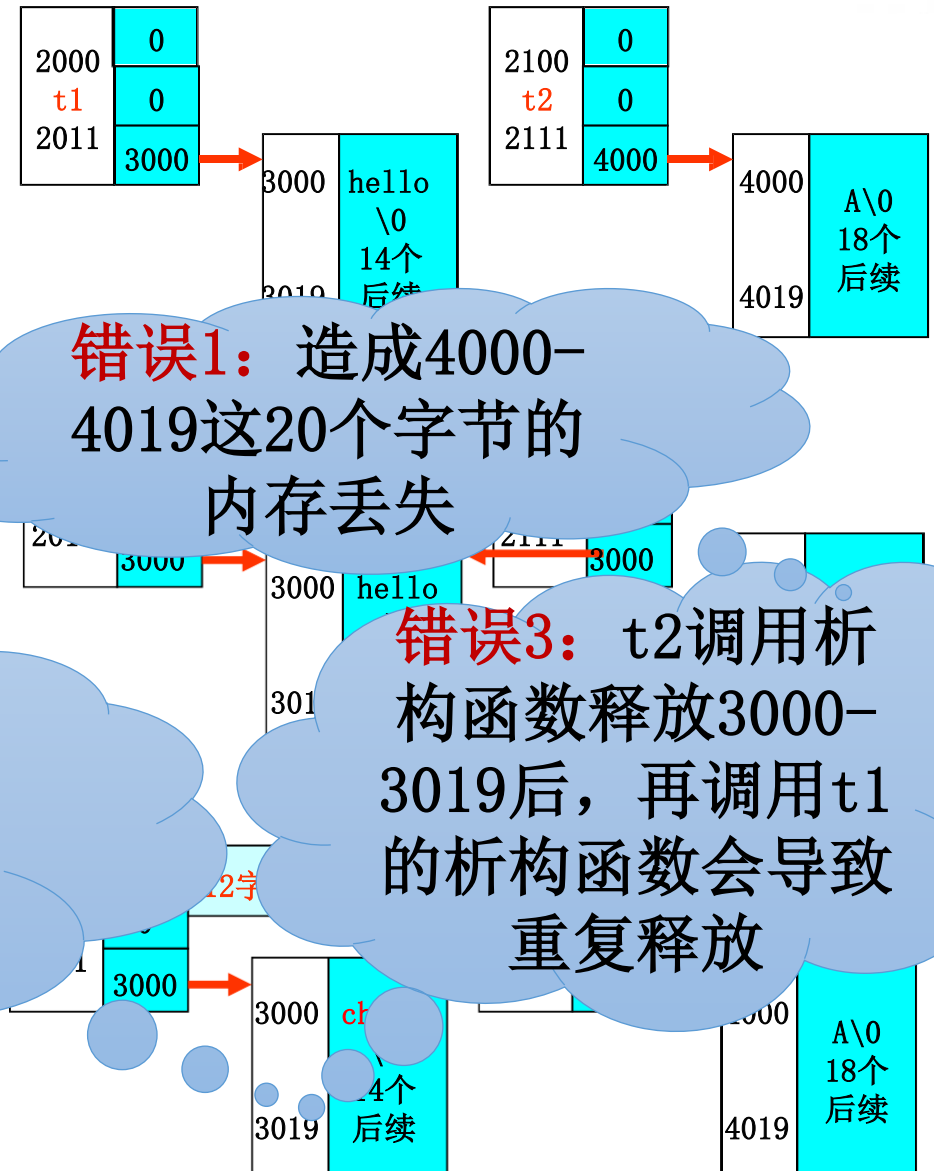 0
2000
t1
2011
0
3000
0
2100
t2
2111
0
4000
3000
hello
\0
14个
后续
3019
4000
A\0
18个
后续
4019
错误1：造成4000-
4019这20个字节的
内存丢失
3000
2111
3000
3000
hello
错误3：t2调用析
构函数释放3000-
3019后，再调用t1
的析构函数会导致
重复释放
3000
3000
3019
后续
A\0
18个
后续
4019